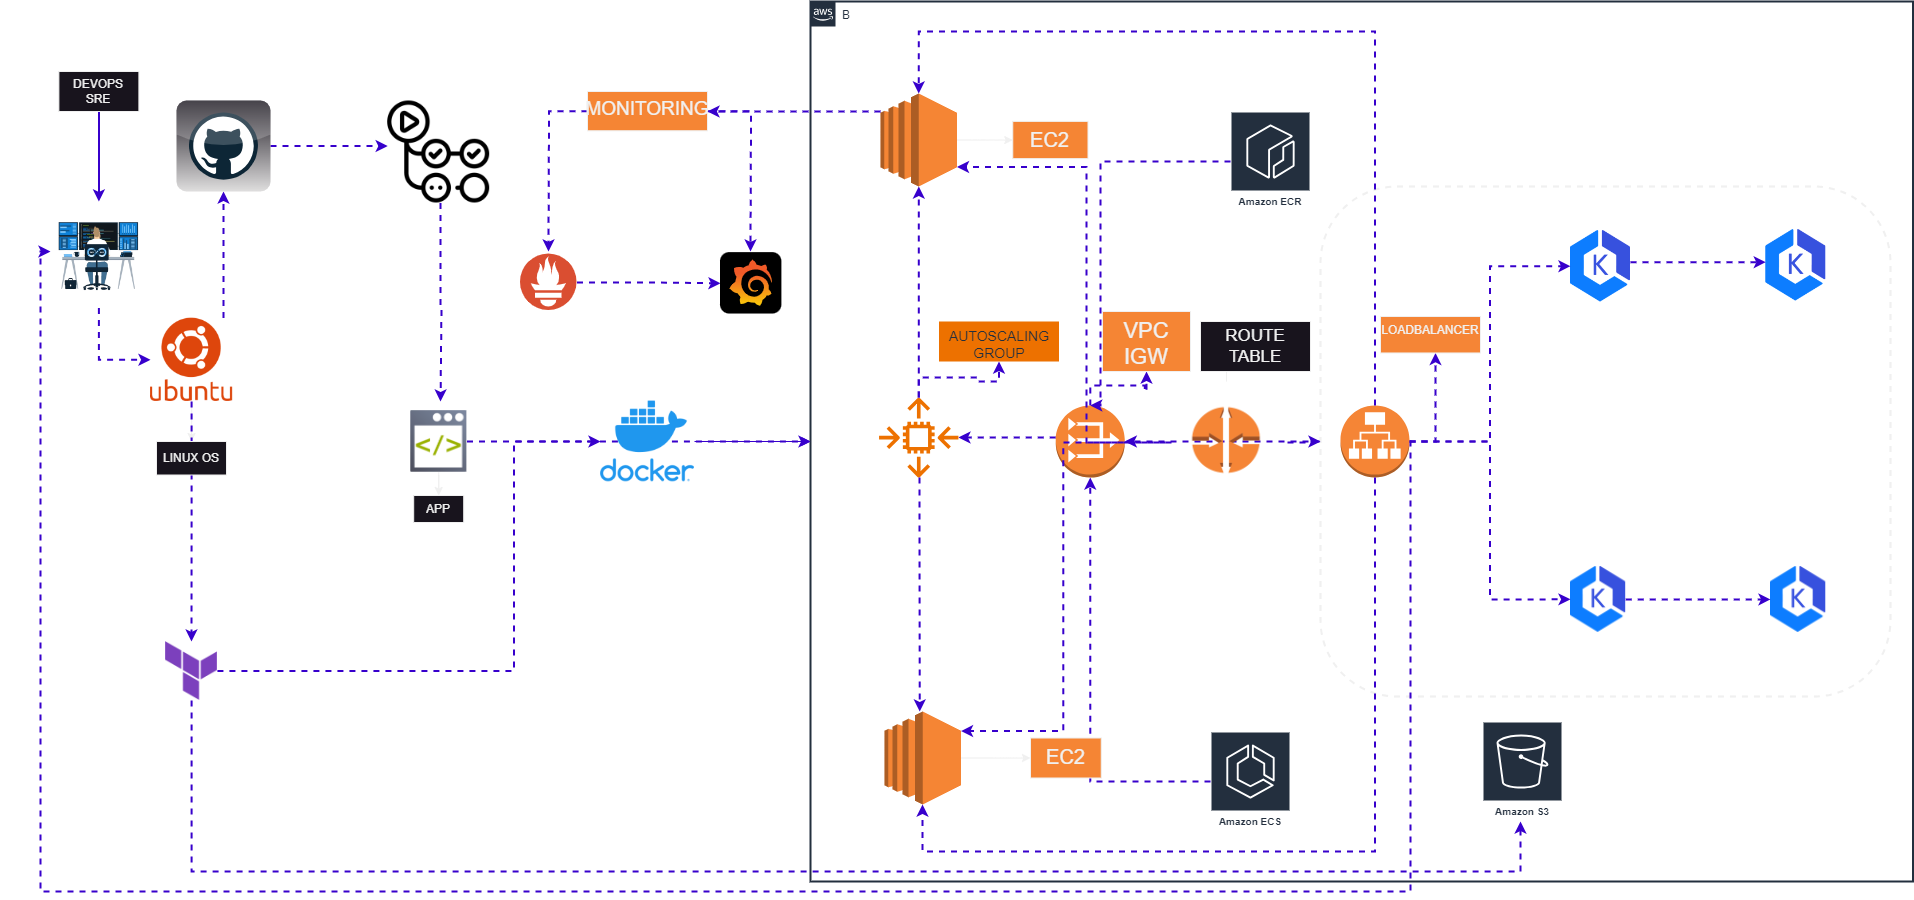 aws
B
DEVOPS
SRE
MONITORING
EC2
Amazon ECR
K
K
VPC
IGW
ROUTE
TABLE
LOADBALANCER
AUTOSCALING
GROUP
ubuntu
LINUX OS
</>
docker
APP
K
K
EC2
Amazon ECS
Amazon S3